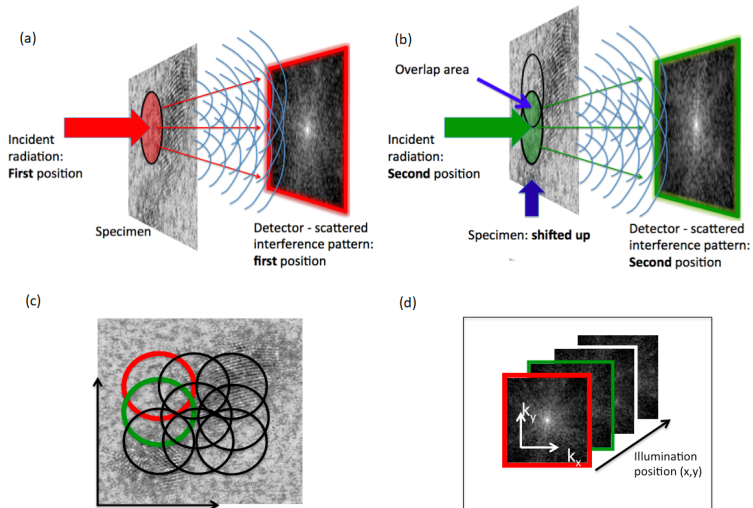 (a)
Incident
radiation:
First position
Specimen
Detector - scattered
interference pattern:
first position
(b)
Overlap area
Incident
radiation:
Second position
Specimen: shifted up
Detector - scattered
interference pattern:
Second position
(c)
(d)
ky
kx
Illumination
position (x,y)